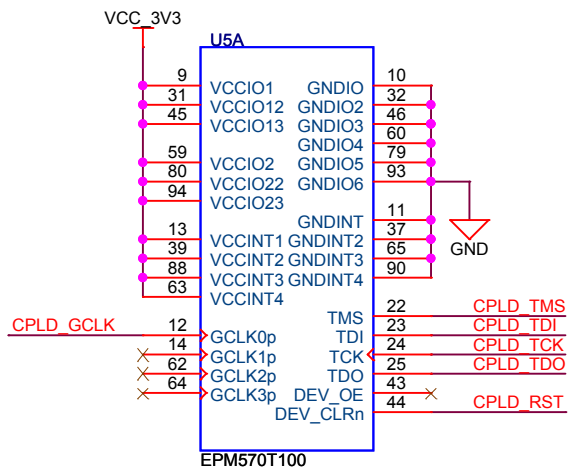 VCC_3V3
U5A
9 VCCIO1 GNDIO 10
31 VCCIO12 GNDIO2 32
45 VCCIO13 GNDIO3 46
GNDIO4 60
59 VCCIO2 GNDIO5 79
80 VCCIO22 GNDIO6 93
94 VCCIO23
GNDINT 11
13 VCCINT1 GNDINT2 37
39 VCCINT2 GNDINT3 65
88 VCCINT3 GNDINT4 90
63 VCCINT4
GND
TMS 22 CPLD_TMS
CPLD_GCLK 12 GCLK0p TDI 23 CPLD_TDI
14 GCLK1p TCK 24 CPLD_TCK
62 GCLK2p TDO 25 CPLD_TDO
64 GCLK3p DEV_OE 43
DEV_CLRn 44 CPLD_RST
EPM570T100